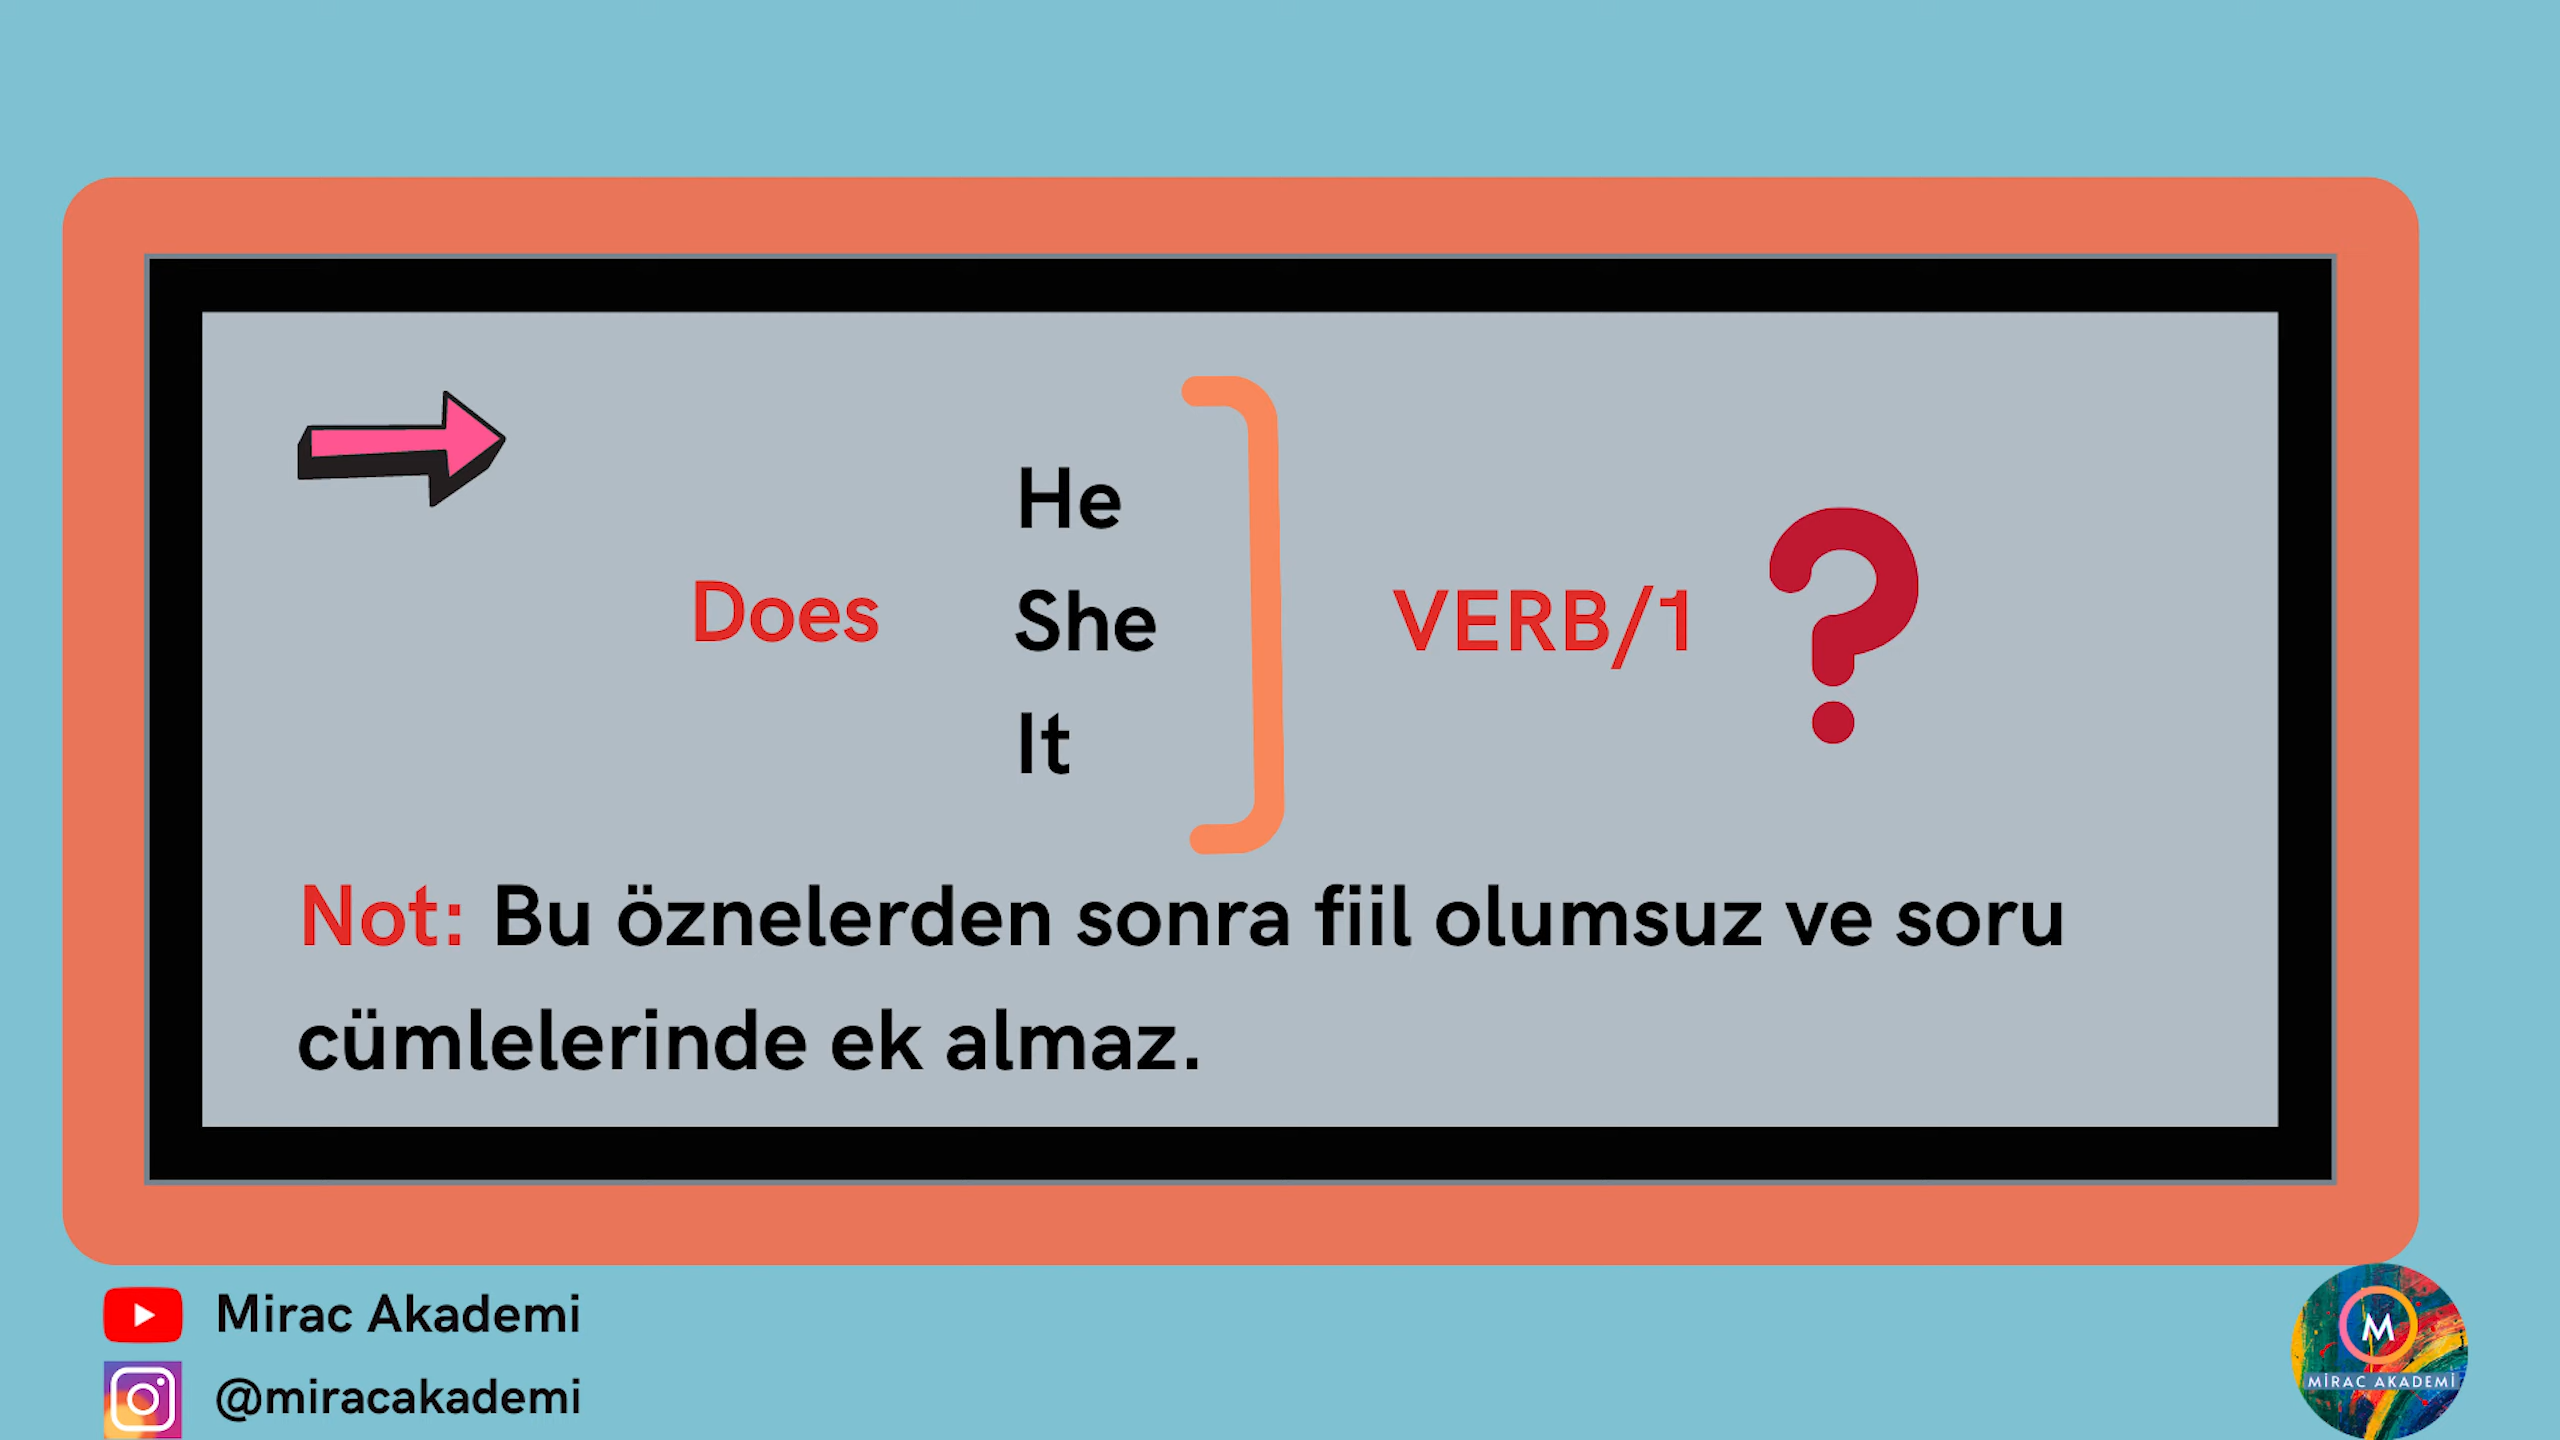 He
Does She VERB/1 ?
It
Not: Bu öznelerden sonra fiil olumsuz ve soru
cümlelerinde ek almaz.
Mirac Akademi
@miracakademi
M
MİRAC AKADEMİ